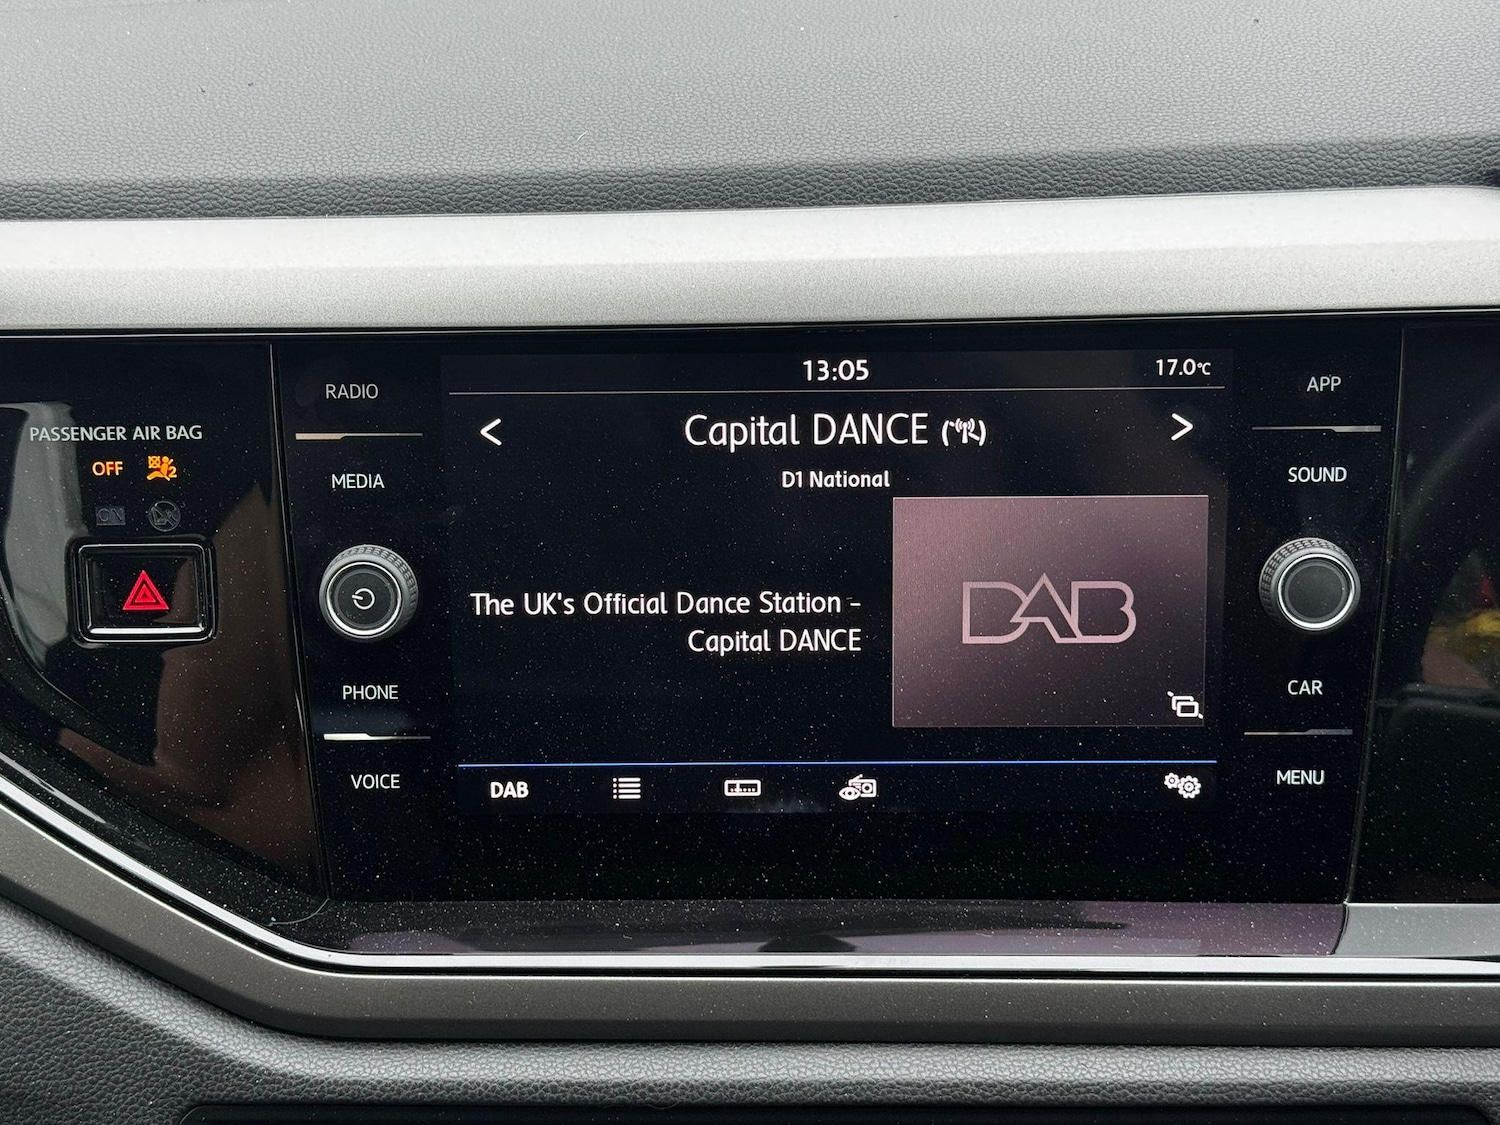 PASSENGER AIR BAG
OFF
ON
RADIO
MEDIA
PHONE
VOICE
13:05
17.0°C
Capital DANCE
D1 National
The UK's Official Dance Station -
Capital DANCE
DAB
DAB
APP
SOUND
CAR
MENU